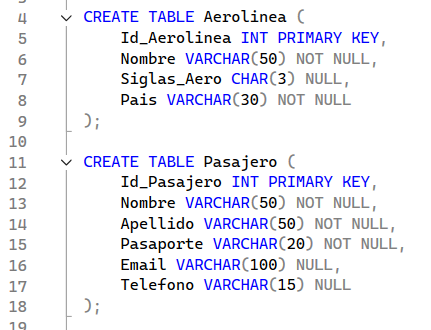 4 CREATE TABLE Aerolinea (
5 Id_Aerolinea INT PRIMARY KEY,
6 Nombre VARCHAR(50) NOT NULL,
7 Siglas_Aero CHAR(3) NULL,
8 Pais VARCHAR(30) NOT NULL
9 );
10
11 CREATE TABLE Pasajero (
12 Id_Pasajero INT PRIMARY KEY,
13 Nombre VARCHAR(50) NOT NULL,
14 Apellido VARCHAR(50) NOT NULL,
15 Pasaporte VARCHAR(20) NOT NULL,
16 Email VARCHAR(100) NULL,
17 Telefono VARCHAR(15) NULL
18 );
19